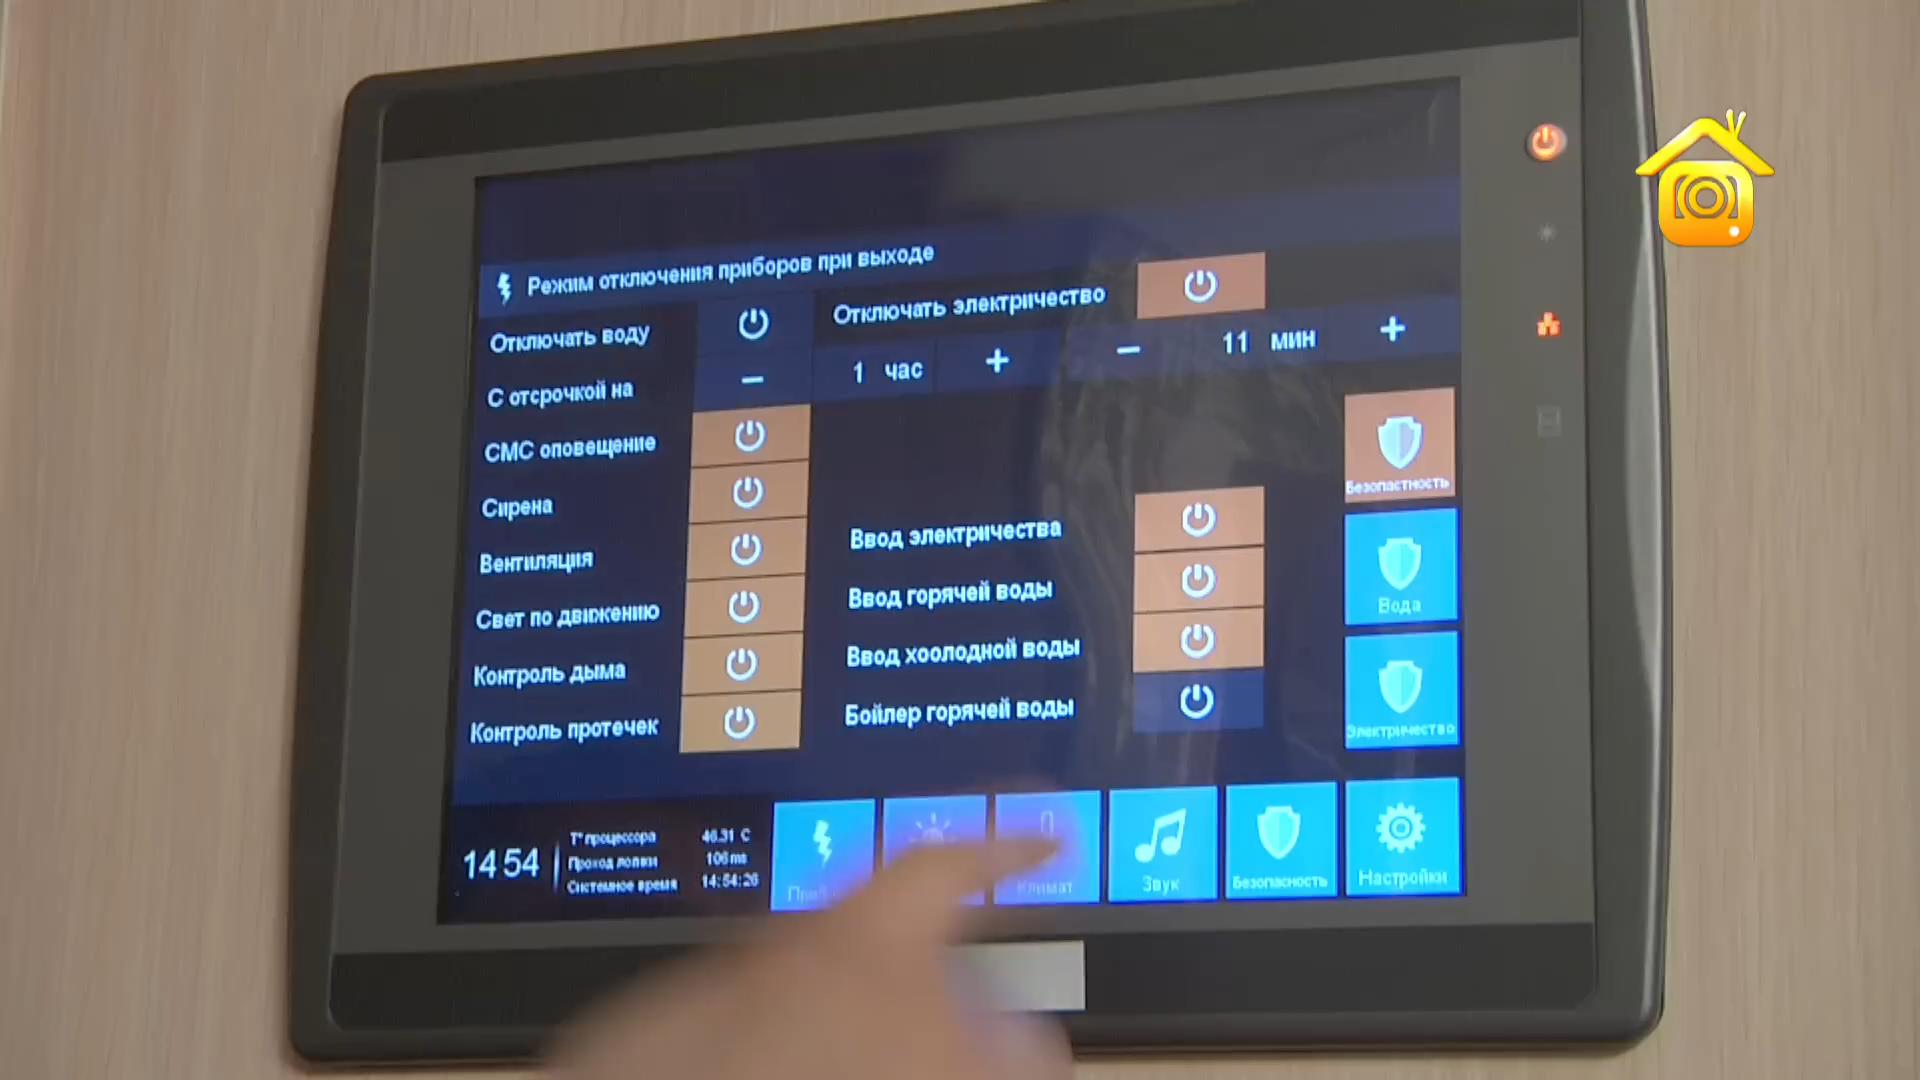 Режим отключения приборов при выходе
Отключать воду
Отключать электричество
С отсрочкой на
− 1 час + − 11 мин +
СМС оповещение
Сирена
Вентиляция
Свет по движению
Контроль дыма
Контроль протечек
Ввод электричества
Ввод горячей воды
Ввод хоолодной воды
Бойлер горячей воды
Безопастность
Вода
Электричество
14 54
Т° процессора 46.31 C
Проход логики 106 ms
Системное время 14:54:26
Климат
Звук
Безопасность
Настройки